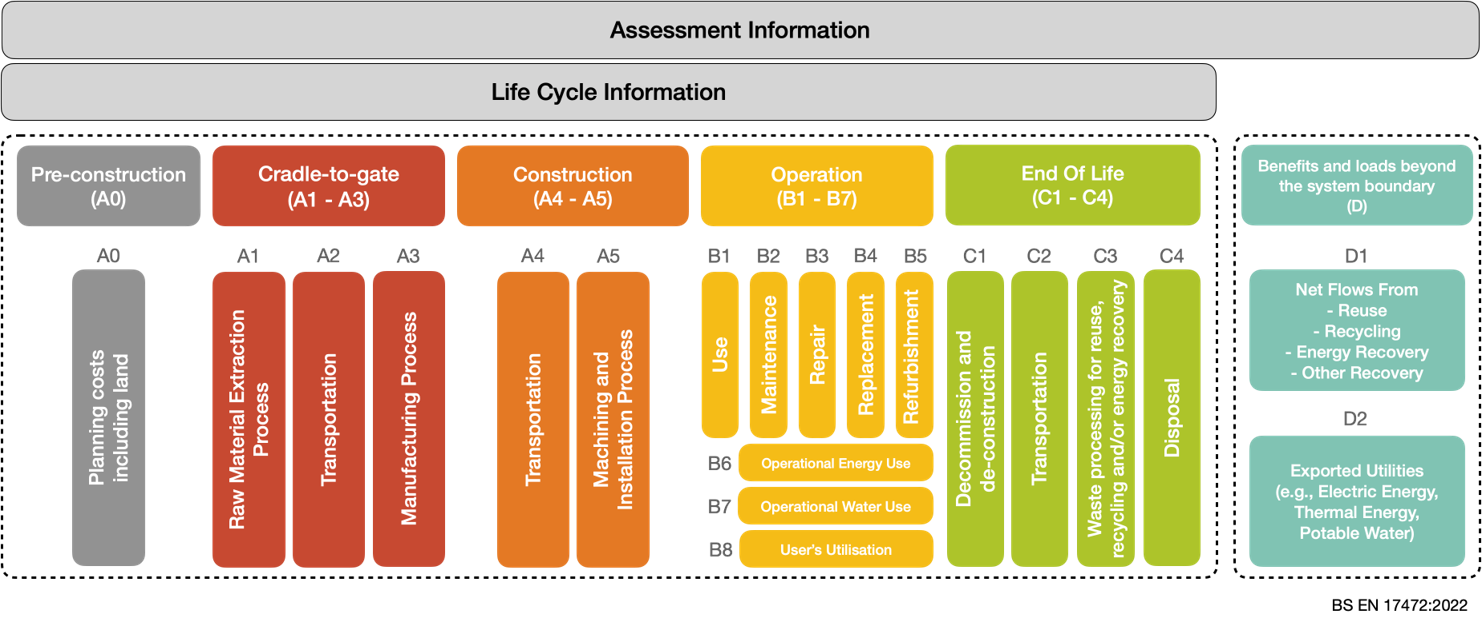 Assessment Information
Life Cycle Information
Pre-construction
(A0)
Cradle-to-gate
(A1 - A3)
Construction
(A4 - A5)
Operation
(B1 - B7)
End Of Life
(C1 - C4)
Benefits and loads beyond
the system boundary
(D)
A0
Planning costs
including land
A1
Raw Material Extraction
Process
A2
Transportation
A3
Manufacturing Process
A4
Transportation
A5
Machining and
Installation Process
B1
Use
B2
Maintenance
B3
Repair
B4
Replacement
B5
Refurbishment
B6
Operational Energy Use
B7
Operational Water Use
B8
User's Utilisation
C1
Decommission and
de-construction
C2
Transportation
C3
Waste processing for reuse,
recycling and/or energy recovery
C4
Disposal
D1
Net Flows From
- Reuse
- Recycling
- Energy Recovery
- Other Recovery
D2
Exported Utilities
(e.g., Electric Energy,
Thermal Energy,
Potable Water)
BS EN 17472:2022